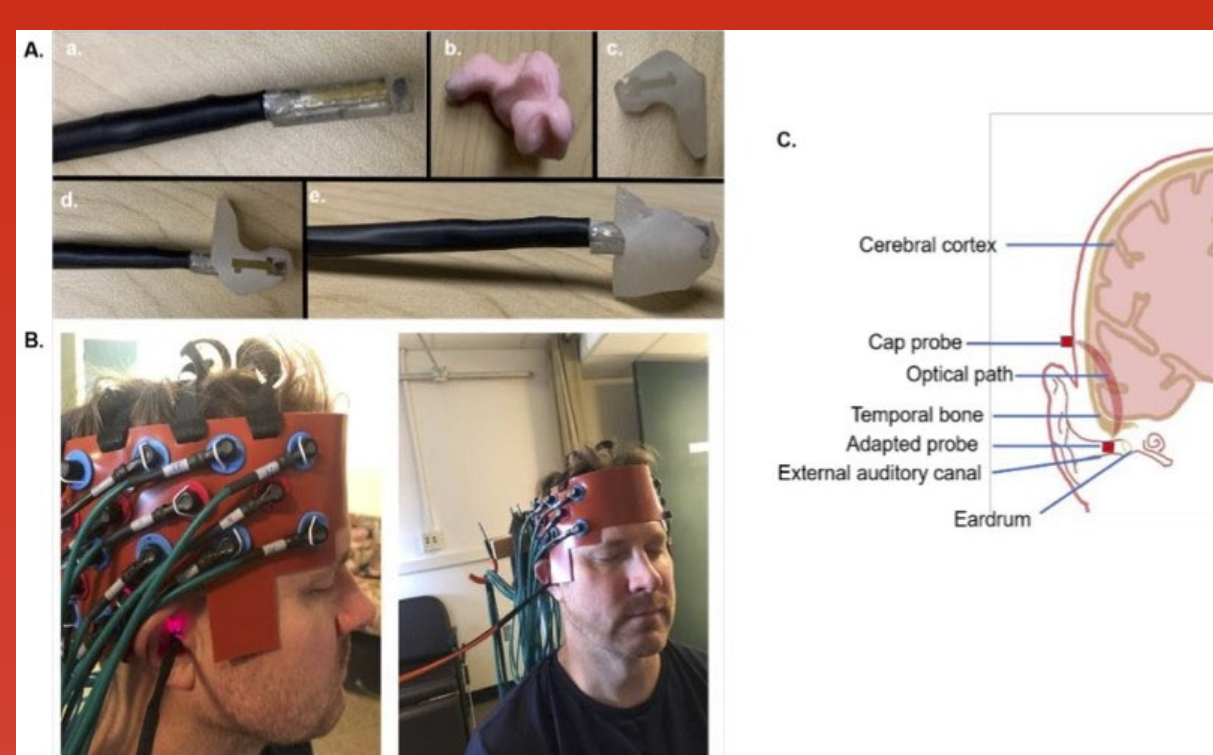 A.
a.
b.
c.
d.
e.
B.
C.
Cerebral cortex
Cap probe
Optical path
Temporal bone
Adapted probe
External auditory canal
Eardrum